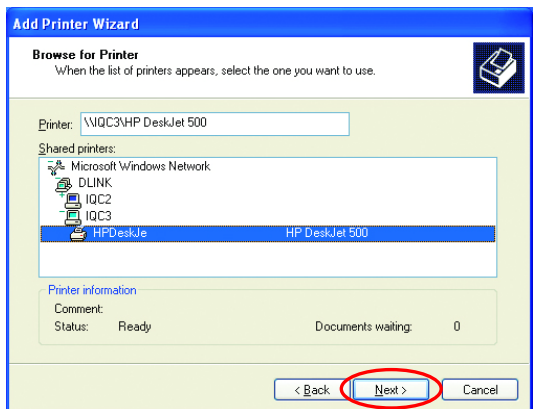 Add Printer Wizard
Browse for Printer
When the list of printers appears, select the one you want to use.
Printer: \\IQC3\HP DeskJet 500
Shared printers:
Microsoft Windows Network
DLINK
IQC2
IQC3
HPDeskJe HP DeskJet 500
Printer information
Comment:
Status: Ready Documents waiting: 0
< Back Next > Cancel